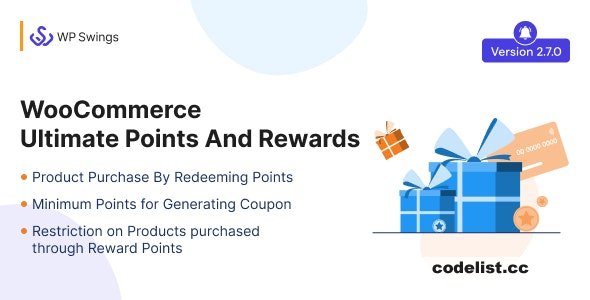 WP Swings
Version 2.7.0
WooCommerce
Ultimate Points And Rewards
Product Purchase By Redeeming Points
Minimum Points for Generating Coupon
Restriction on Products purchased
through Reward Points
00 0000 0000
codelist.cc